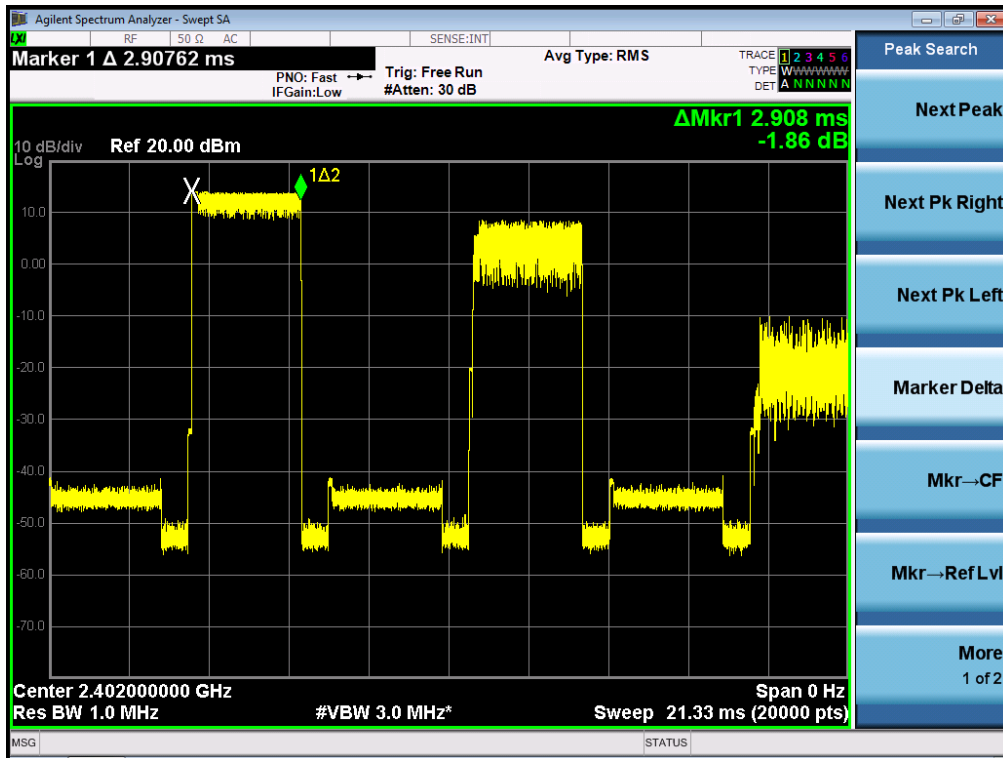 Agilent Spectrum Analyzer - Swept SA
LXI RF 50 Ω AC SENSE:INT
Marker 1 Δ 2.90762 ms
PNO: Fast
IFGain:Low
Trig: Free Run
#Atten: 30 dB
Avg Type: RMS
TRACE 1 2 3 4 5 6
TYPE WWWWWW
DET A N N N N N
ΔMkr1 2.908 ms
-1.86 dB
10 dB/div Ref 20.00 dBm
Log
1Δ2
10.0
0.00
-10.0
-20.0
-30.0
-40.0
-50.0
-60.0
-70.0
Center 2.402000000 GHz Span 0 Hz
Res BW 1.0 MHz #VBW 3.0 MHz* Sweep 21.33 ms (20000 pts)
MSG STATUS
Peak Search
Next Peak
Next Pk Right
Next Pk Left
Marker Delta
Mkr→CF
Mkr→Ref Lvl
More
1 of 2